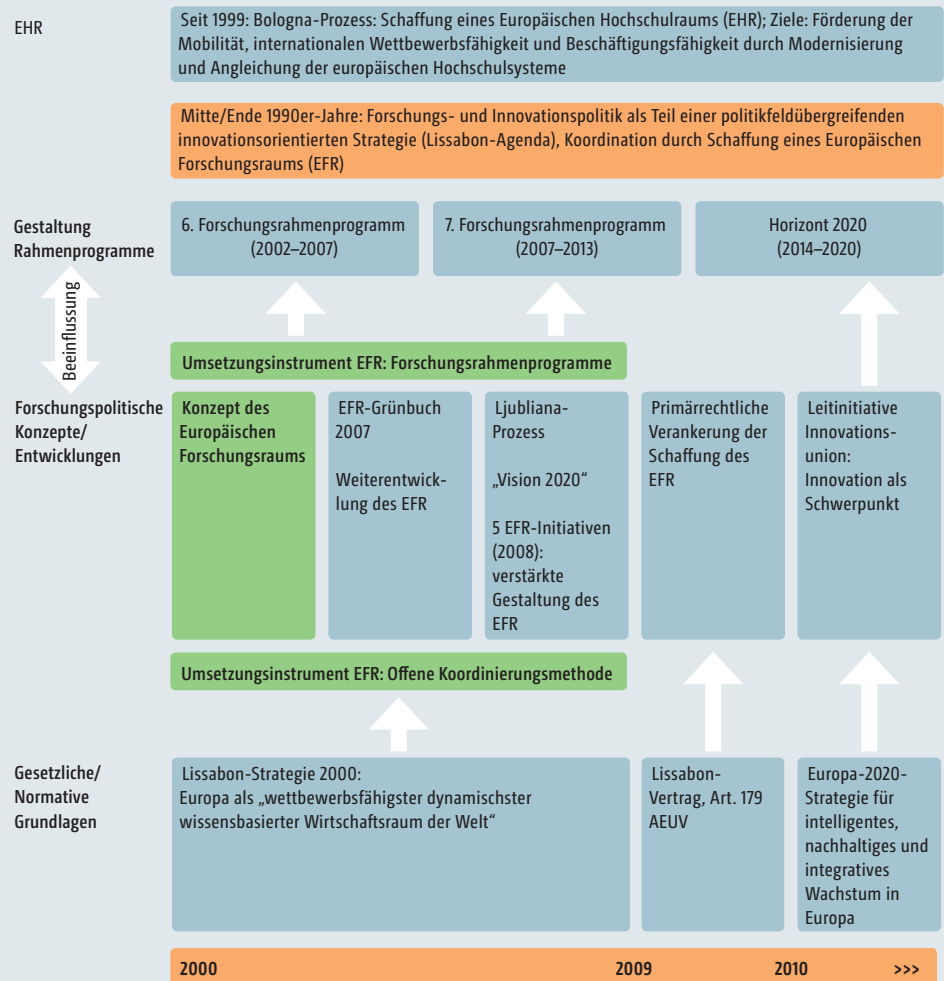 EHR
Seit 1999: Bologna-Prozess: Schaffung eines Europäischen Hochschulraums (EHR); Ziele: Förderung der
Mobilität, internationalen Wettbewerbsfähigkeit und Beschäftigungsfähigkeit durch Modernisierung
und Angleichung der europäischen Hochschulsysteme
Mitte/Ende 1990er-Jahre: Forschungs- und Innovationspolitik als Teil einer politikfeldübergreifenden
innovationsorientierten Strategie (Lissabon-Agenda), Koordination durch Schaffung eines Europäischen
Forschungsraums (EFR)
Gestaltung
Rahmenprogramme
6. Forschungsrahmenprogramm
(2002–2007)
7. Forschungsrahmenprogramm
(2007–2013)
Horizont 2020
(2014–2020)
Beeinflussung
Umsetzungsinstrument EFR: Forschungsrahmenprogramme
Forschungspolitische
Konzepte/
Entwicklungen
Konzept des
Europäischen
Forschungsraums
EFR-Grünbuch
2007
Weiterentwick-
lung des EFR
Ljubliana-
Prozess
„Vision 2020“
5 EFR-Initiativen
(2008):
verstärkte
Gestaltung des
EFR
Primärrechtliche
Verankerung der
Schaffung des
EFR
Leitinitiative
Innovations-
union:
Innovation als
Schwerpunkt
Umsetzungsinstrument EFR: Offene Koordinierungsmethode
Gesetzliche/
Normative
Grundlagen
Lissabon-Strategie 2000:
Europa als „wettbewerbsfähigster dynamischster
wissensbasierter Wirtschaftsraum der Welt“
Lissabon-
Vertrag, Art. 179
AEUV
Europa-2020-
Strategie für
intelligentes,
nachhaltiges und
integratives
Wachstum in
Europa
2000 2009 2010 >>>